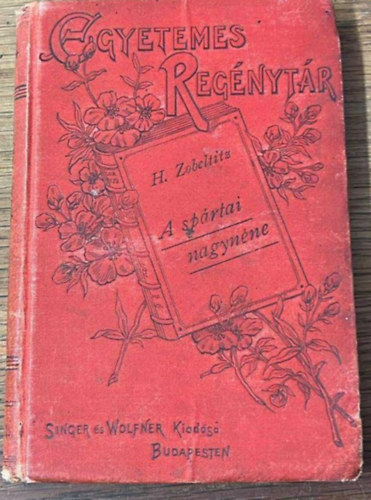 EGYETEMES
REGÉNYTÁR
H. Zobeltitz
A spártai
nagynéne
SINGER ÉS WOLFNER KIADÁSA
BUDAPESTEN